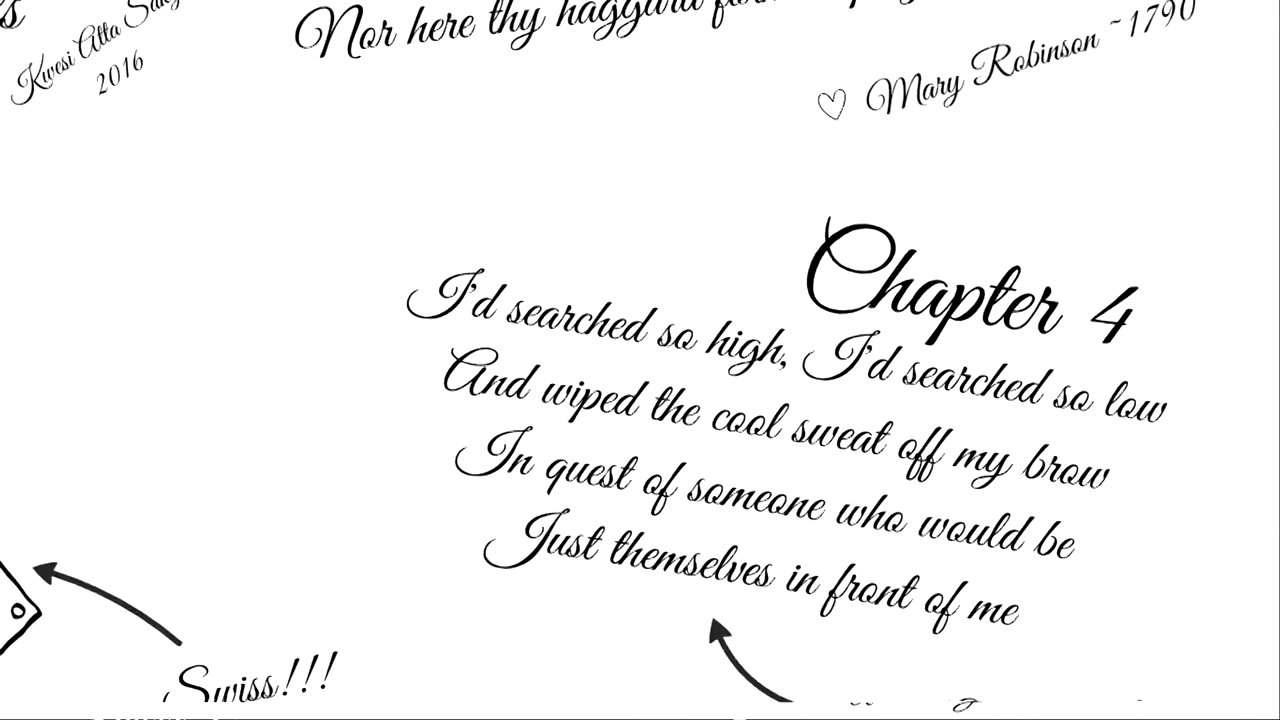 Kwesi Atta
2016
Nor here thy haggard
♡ Mary Robinson ~1790
Chapter 4
I'd searched so high, I'd searched so low
And wiped the cool sweat off my brow
In quest of someone who would be
Just themselves in front of me
Swiss!!!